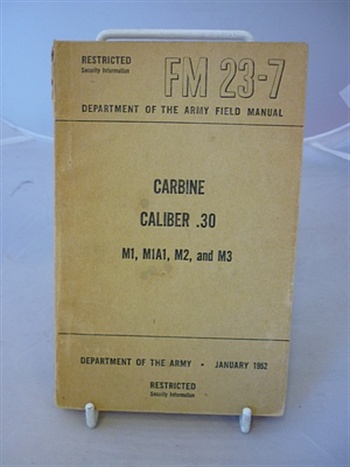 RESTRICTED
Security Information
FM 23-7
DEPARTMENT OF THE ARMY FIELD MANUAL
CARBINE
CALIBER .30
M1, M1A1, M2, and M3
DEPARTMENT OF THE ARMY • JANUARY 1952
RESTRICTED
Security Information